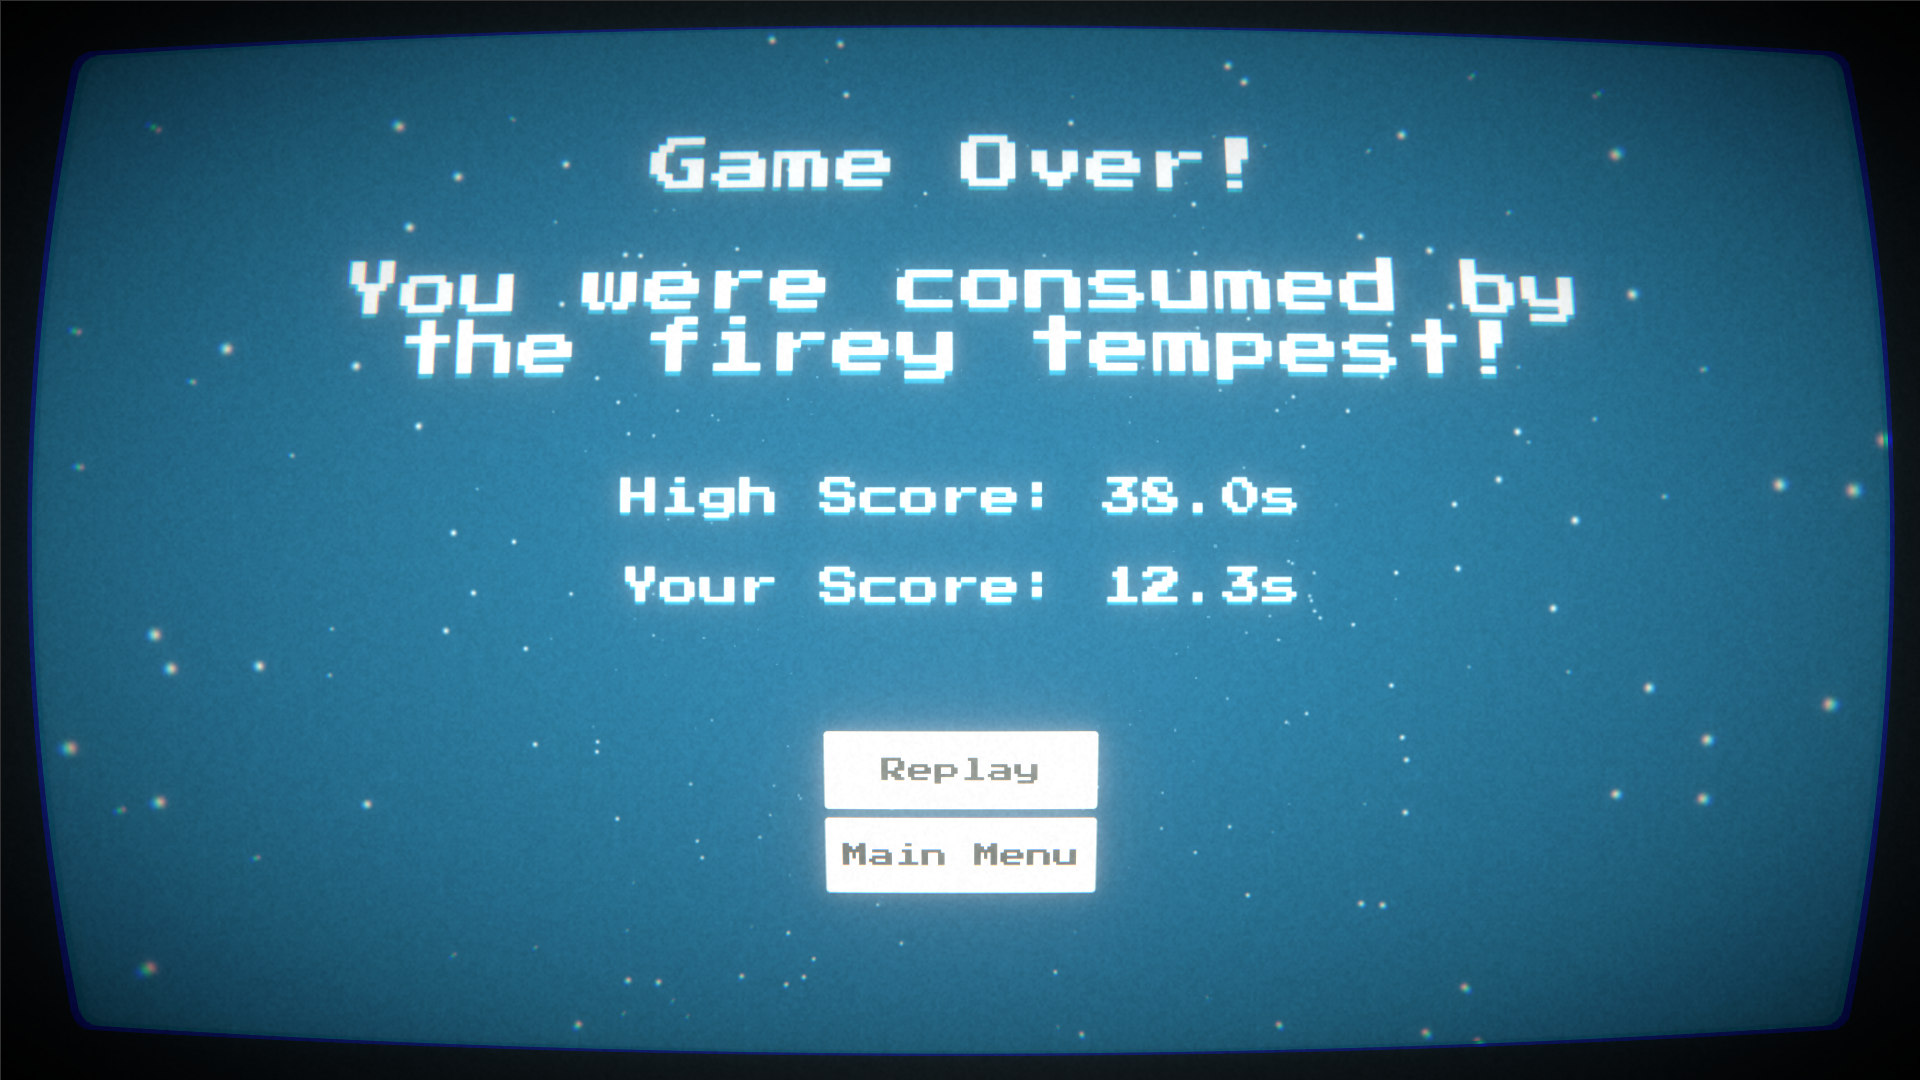 Game Over!
You were consumed by
the firey tempest!
High Score: 38.0s
Your Score: 12.3s
Replay
Main Menu